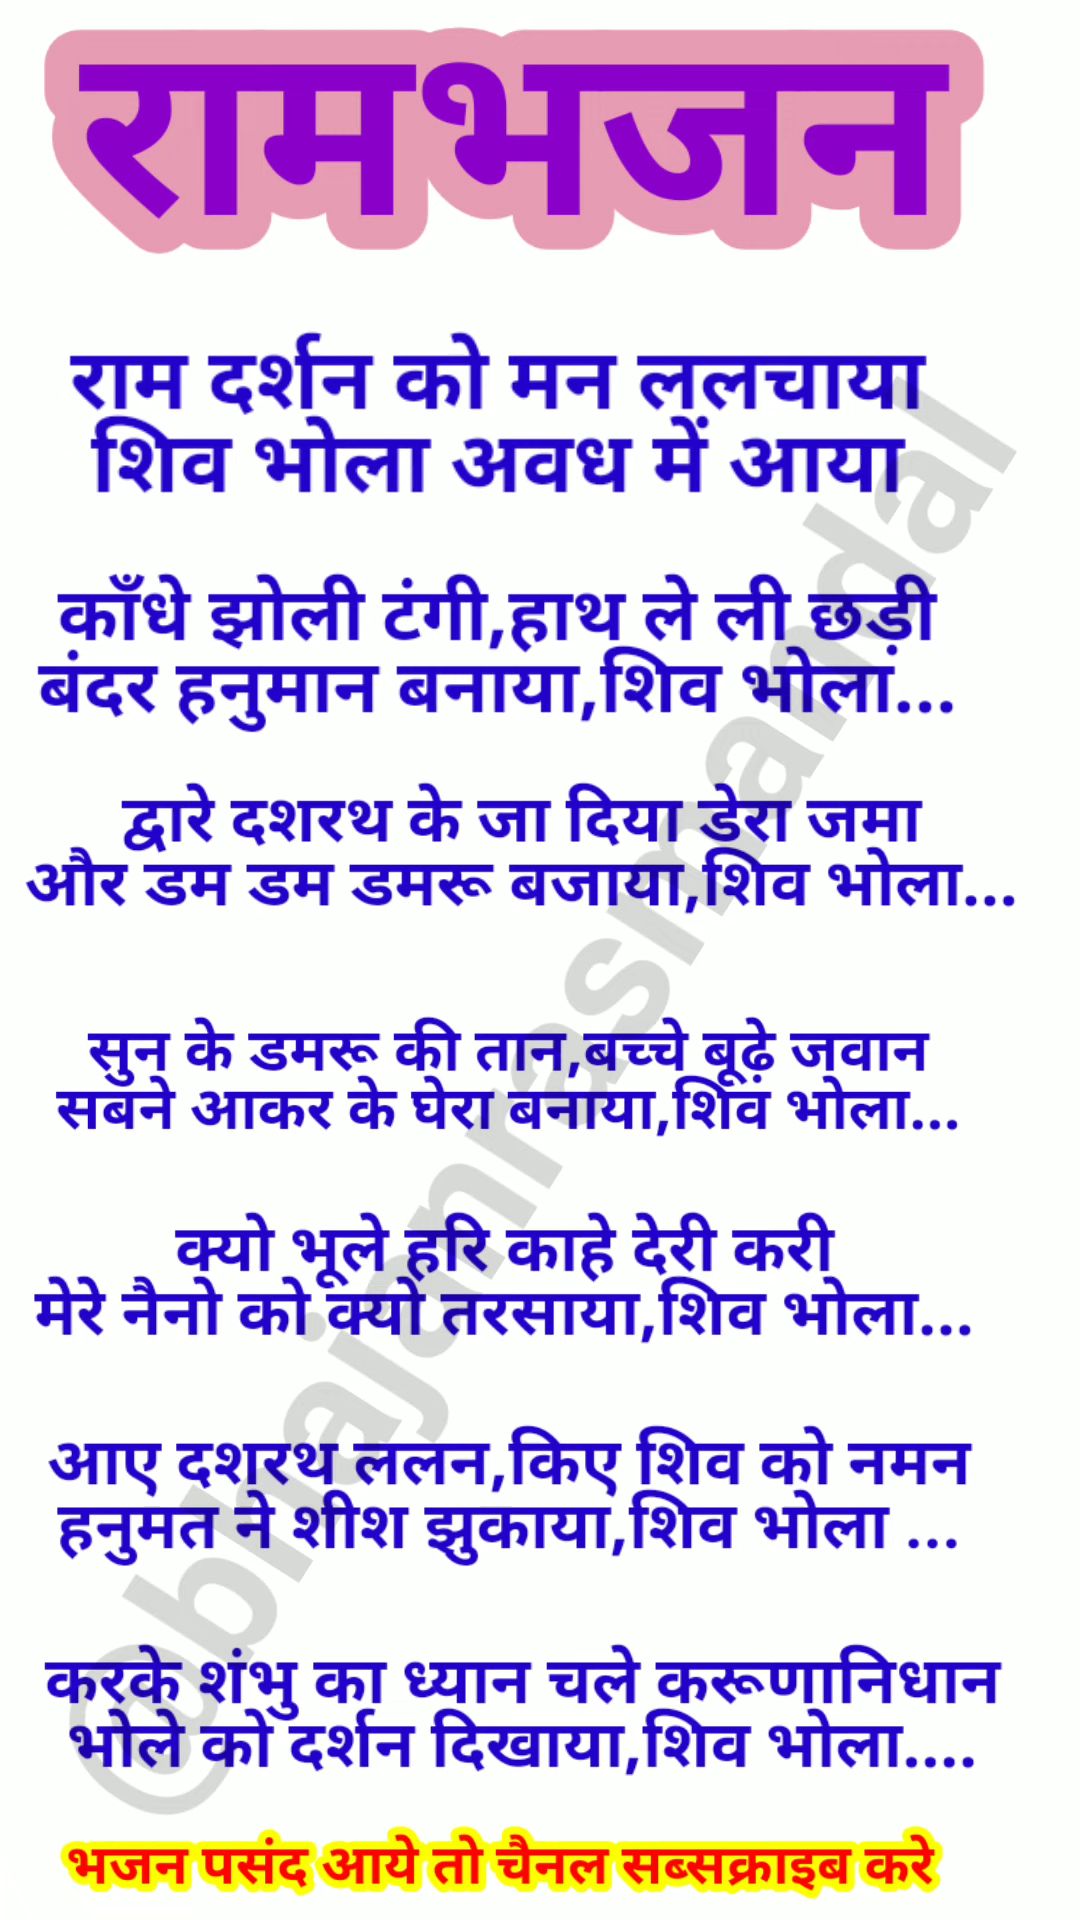 रामभजन
राम दर्शन को मन ललचाया
शिव भोला अवध में आया
काँधे झोली टंगी,हाथ ले ली छड़ी
बंदर हनुमान बनाया,शिव भोला...
द्वारे दशरथ के जा दिया डेरा जमा
और डम डम डमरू बजाया,शिव भोला...
सुन के डमरू की तान,बच्चे बूढ़े जवान
सबने आकर के घेरा बनाया,शिव भोला...
क्यो भूले हरि काहे देरी करी
मेरे नैनो को क्यो तरसाया,शिव भोला...
आए दशरथ ललन,किए शिव को नमन
हनुमत ने शीश झुकाया,शिव भोला ...
करके शंभु का ध्यान चले करूणानिधान
भोले को दर्शन दिखाया,शिव भोला....
भजन पसंद आये तो चैनल सब्सक्राइब करे
@bhajanrasmandal